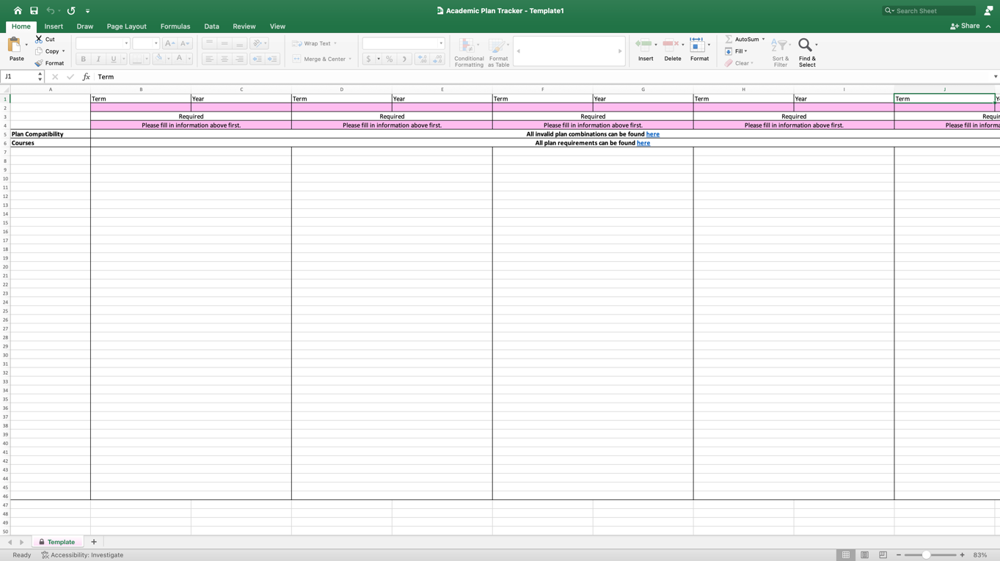 Academic Plan Tracker - Template1
Search Sheet
Home Insert Draw Page Layout Formulas Data Review View
Share
Paste
Cut
Copy
Format
B I U
A A
Wrap Text
Merge & Center
$ %
Conditional Formatting
Format as Table
Insert
Delete
Format
AutoSum
Fill
Clear
Sort & Filter
Find & Select
J1 fx Term
A B C D E F G H I J
1 Term Year Term Year Term Year Term Year Term Y
2
3 Required Required Required Required Requir
4 Please fill in information above first. Please fill in information above first. Please fill in information above first. Please fill in information above first. Please fill in informa
5 Plan Compatibility All invalid plan combinations can be found here
6 Courses All plan requirements can be found here
7
8
9
10
11
12
13
14
15
16
17
18
19
20
21
22
23
24
25
26
27
28
29
30
31
32
33
34
35
36
37
38
39
40
41
42
43
44
45
46
47
48
49
50
Template
Ready Accessibility: Investigate 83%